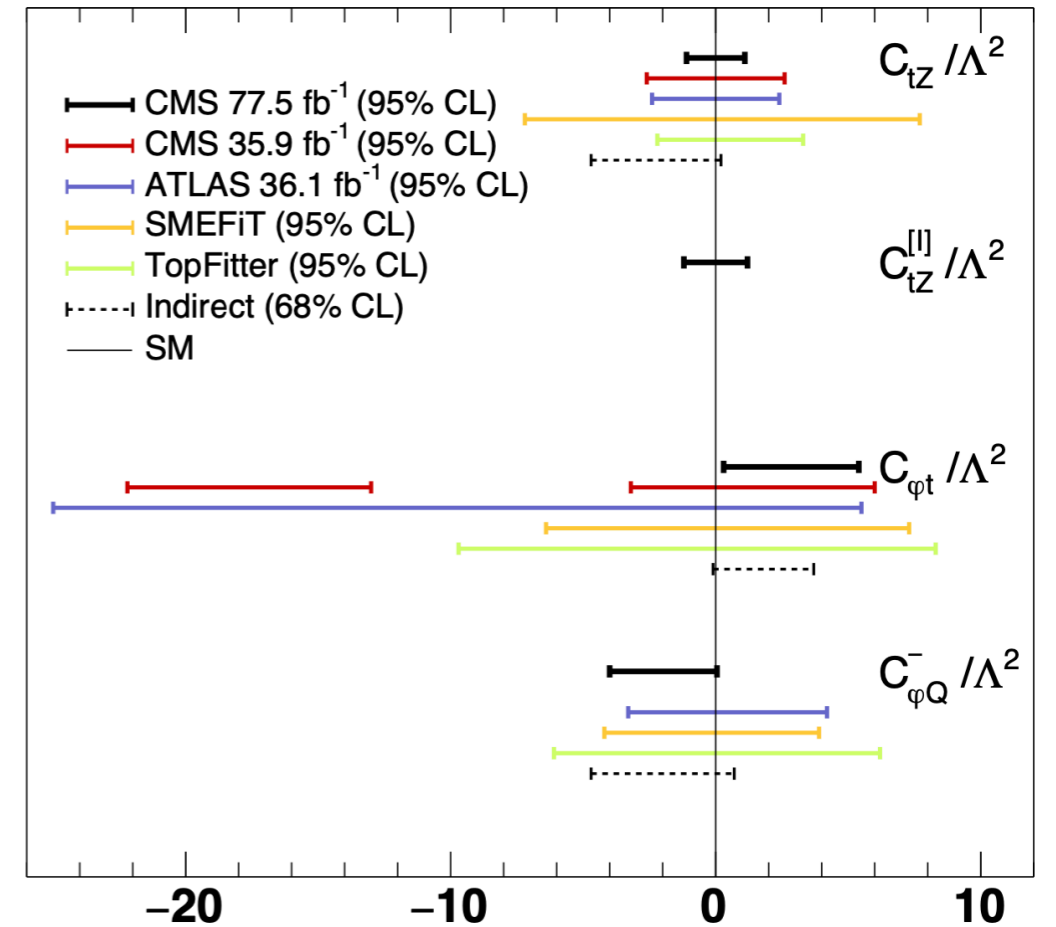 C_tZ /Λ²
CMS 77.5 fb⁻¹ (95% CL)
CMS 35.9 fb⁻¹ (95% CL)
ATLAS 36.1 fb⁻¹ (95% CL)
SMEFiT (95% CL)
TopFitter (95% CL)
Indirect (68% CL)
SM
C_tZ^[I] /Λ²
C_φt /Λ²
C_φQ^− /Λ²
−20 −10 0 10